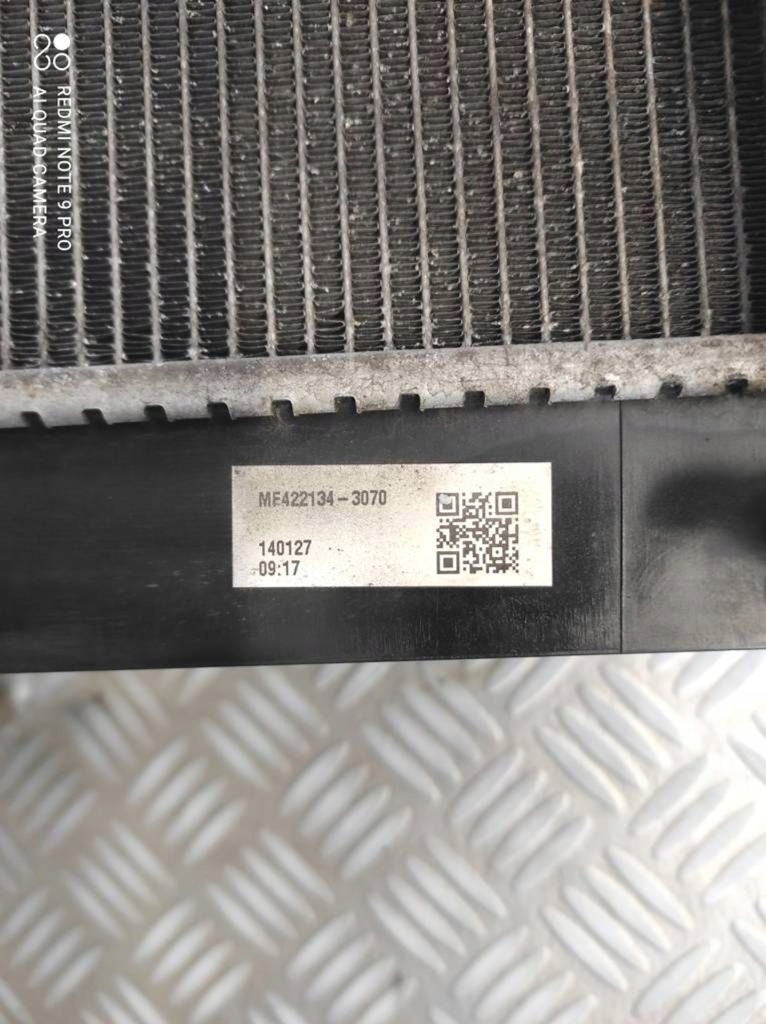 REDMI NOTE 9 PRO
AI QUAD CAMERA
MF422134-3070
140127
09:17